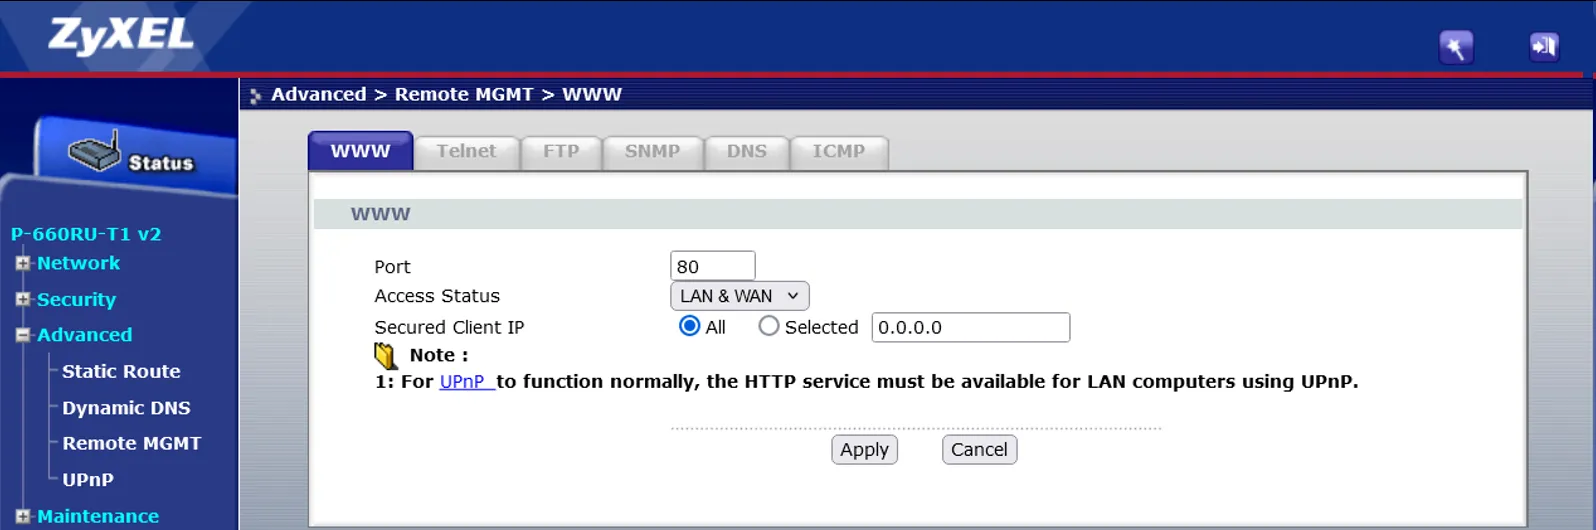 ZyXEL
Advanced > Remote MGMT > WWW
Status
WWW Telnet FTP SNMP DNS ICMP
WWW
P-660RU-T1 v2
Network
Security
Advanced
Static Route
Dynamic DNS
Remote MGMT
UPnP
Maintenance
Port 80
Access Status LAN & WAN
Secured Client IP All Selected 0.0.0.0
Note :
1: For UPnP to function normally, the HTTP service must be available for LAN computers using UPnP.
Apply Cancel